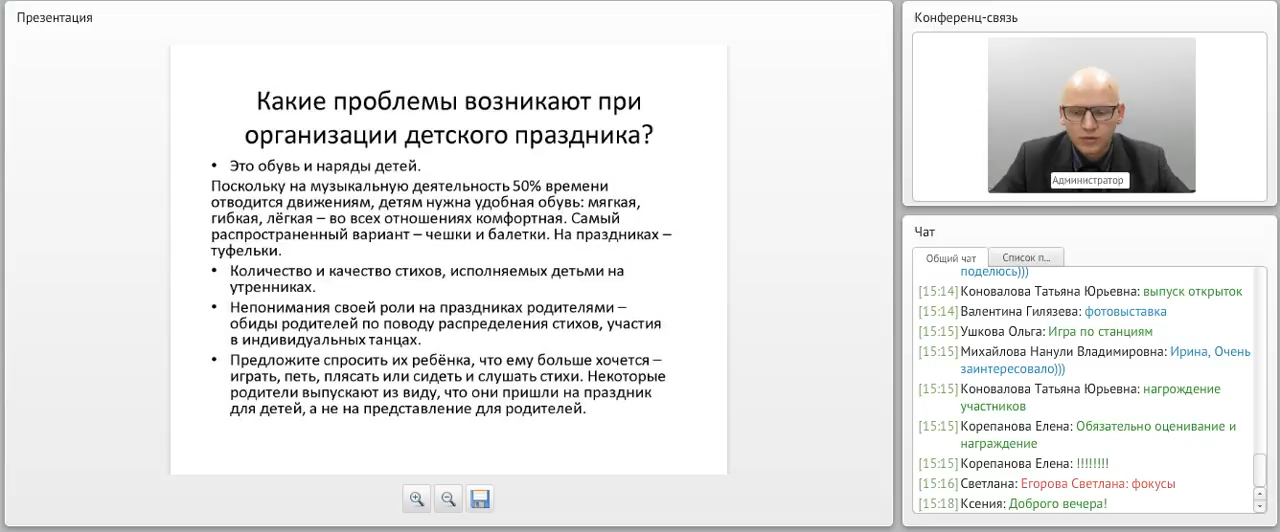 Презентация
Какие проблемы возникают при
организации детского праздника?
• Это обувь и наряды детей.
Поскольку на музыкальную деятельность 50% времени
отводится движениям, детям нужна удобная обувь: мягкая,
гибкая, лёгкая – во всех отношениях комфортная. Самый
распространенный вариант – чешки и балетки. На праздниках –
туфельки.
• Количество и качество стихов, исполняемых детьми на
утренниках.
• Непонимания своей роли на праздниках родителями –
обиды родителей по поводу распределения стихов, участия
в индивидуальных танцах.
• Предложите спросить их ребёнка, что ему больше хочется –
играть, петь, плясать или сидеть и слушать стихи. Некоторые
родители выпускают из виду, что они пришли на праздник
для детей, а не на представление для родителей.
Конференц-связь
Администратор
Чат
Общий чат
Список п...
поделюсь)))
[15:14] Коновалова Татьяна Юрьевна: выпуск открыток
[15:14] Валентина Гилязева: фотовыставка
[15:15] Ушкова Ольга: Игра по станциям
[15:15] Михайлова Нанули Владимировна: Ирина, Очень
заинтересовало)))
[15:15] Коновалова Татьяна Юрьевна: нагрождение
участников
[15:15] Корепанова Елена: Обязательно оценивание и
награждение
[15:15] Корепанова Елена: !!!!!!!!
[15:16] Светлана: Егорова Светлана: фокусы
[15:18] Ксения: Доброго вечера!